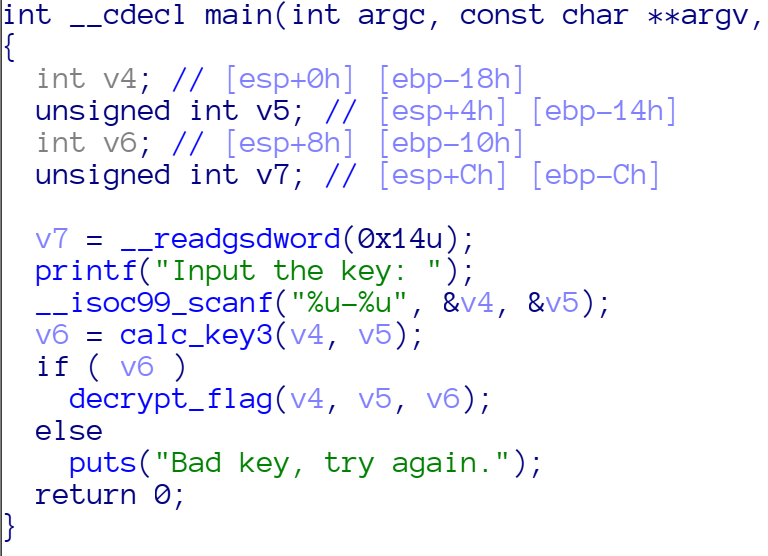 int __cdecl main(int argc, const char **argv,
{
  int v4; // [esp+0h] [ebp-18h]
  unsigned int v5; // [esp+4h] [ebp-14h]
  int v6; // [esp+8h] [ebp-10h]
  unsigned int v7; // [esp+Ch] [ebp-Ch]

  v7 = __readgsdword(0x14u);
  printf("Input the key: ");
  __isoc99_scanf("%u-%u", &v4, &v5);
  v6 = calc_key3(v4, v5);
  if ( v6 )
    decrypt_flag(v4, v5, v6);
  else
    puts("Bad key, try again.");
  return 0;
}